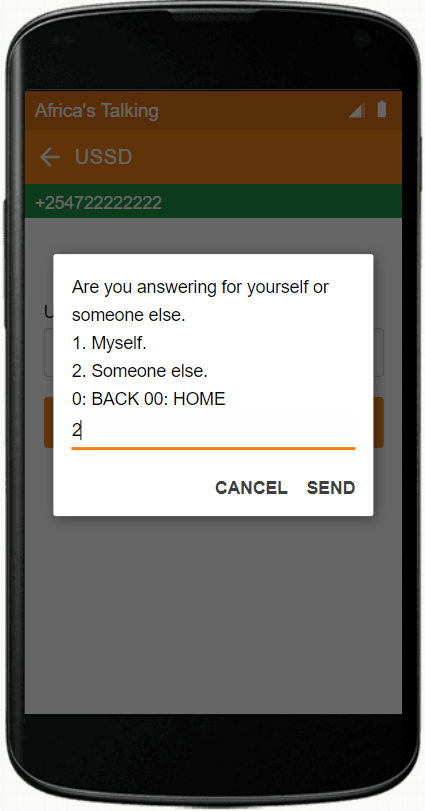 Africa's Talking
USSD
+254722222222
Are you answering for yourself or
someone else.
1. Myself.
2. Someone else.
0: BACK 00: HOME
2
CANCEL SEND